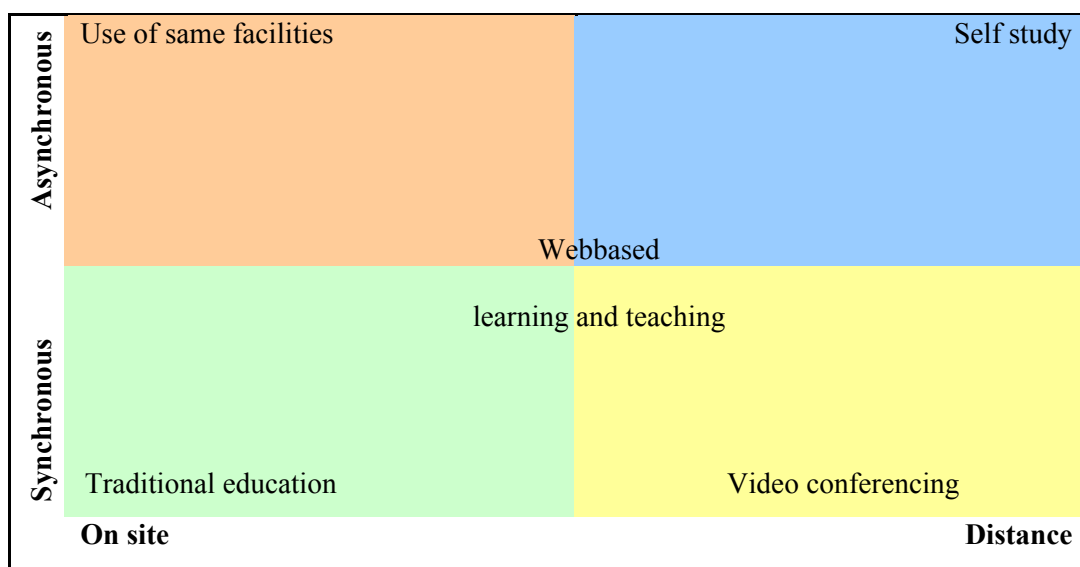 Asynchronous
Use of same facilities
Self study
Webbased
learning and teaching
Synchronous
Traditional education
Video conferencing
On site
Distance